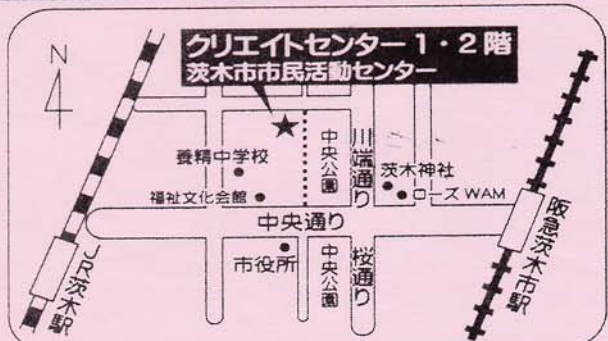 N
クリエイトセンター1・2階
茨木市市民活動センター
養精中学校
福祉文化会館
中央公園
川端通り
茨木神社
ローズWAM
中央通り
市役所
中央公園
桜通り
JR茨木駅
阪急茨木市駅